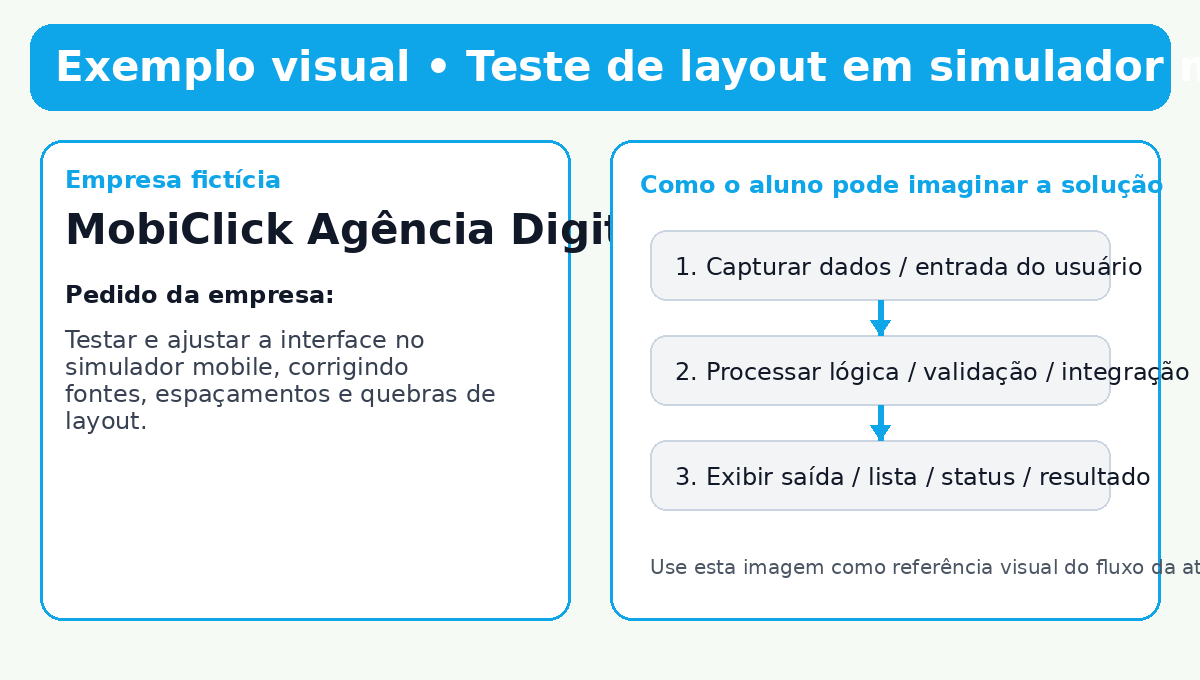 Exemplo visual • Teste de layout em simulador
Empresa fictícia
MobiClick Agência
Pedido da empresa:
Testar e ajustar a interface no
simulador mobile, corrigindo
fontes, espaçamentos e quebras de
layout.
Como o aluno pode imaginar a solução
1. Capturar dados / entrada do usuário
2. Processar lógica / validação / integração
3. Exibir saída / lista / status / resultado
Use esta imagem como referência visual do fluxo da